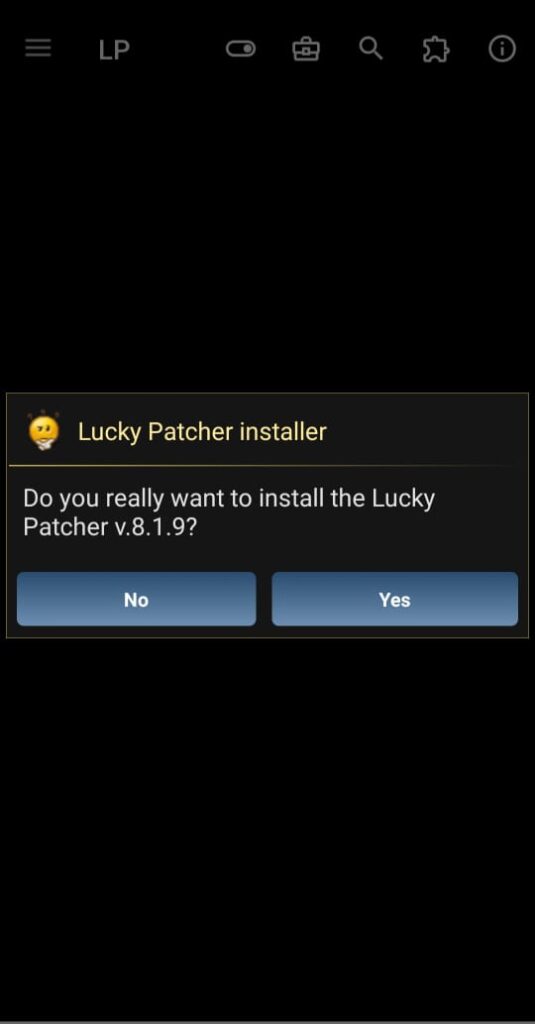 LP
Lucky Patcher installer
Do you really want to install the Lucky
Patcher v.8.1.9?
No
Yes